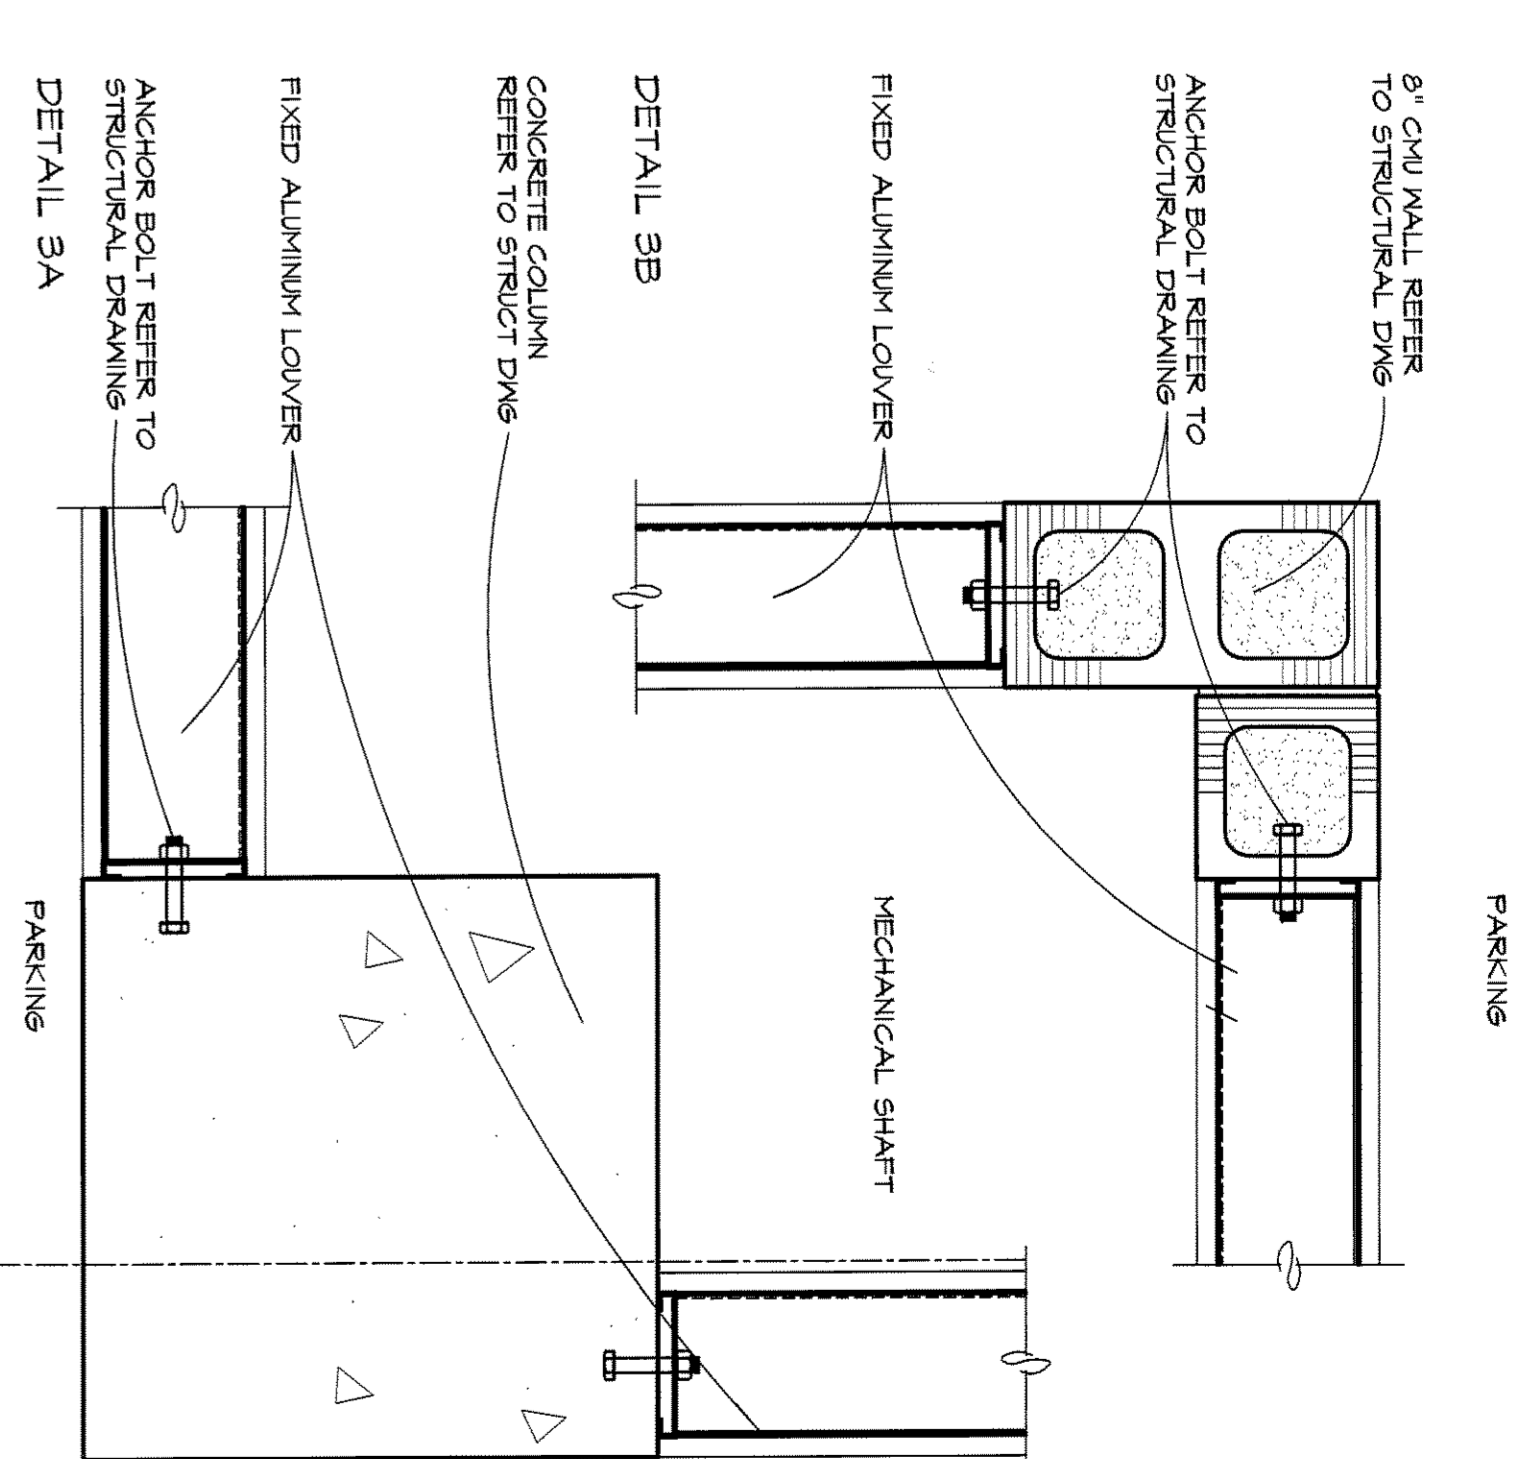 PARKING
8" CMU WALL REFER
TO STRUCTURAL DWG
ANCHOR BOLT REFER TO
STRUCTURAL DRAWING
FIXED ALUMINUM LOUVER
MECHANICAL SHAFT
DETAIL 3B
CONCRETE COLUMN
REFER TO STRUCT DWG
FIXED ALUMINUM LOUVER
ANCHOR BOLT REFER TO
STRUCTURAL DRAWING
DETAIL 3A
PARKING